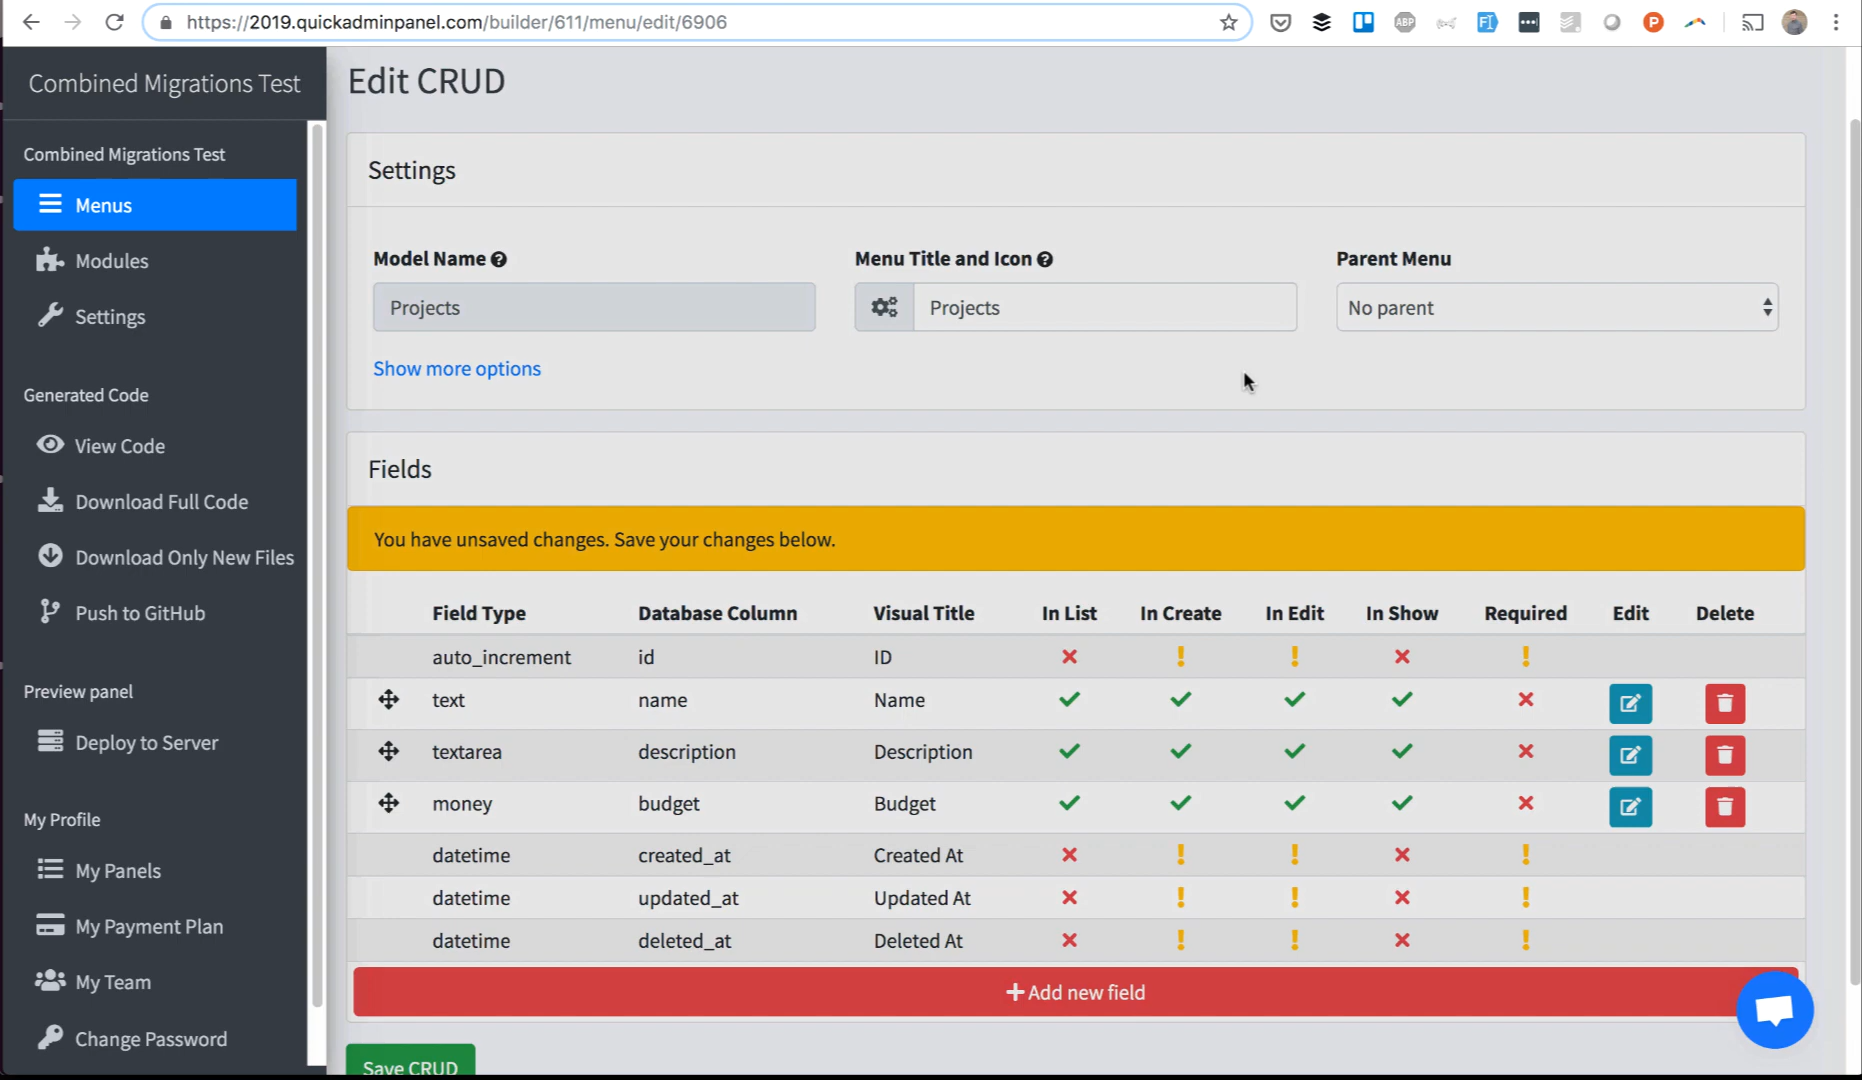 https://2019.quickadminpanel.com/builder/611/menu/edit/6906
ABP
FI
P
Combined Migrations Test
Combined Migrations Test
Menus
Modules
Settings
Generated Code
View Code
Download Full Code
Download Only New Files
Push to GitHub
Preview panel
Deploy to Server
My Profile
My Panels
My Payment Plan
My Team
Change Password
Edit CRUD
Settings
Model Name ?
Menu Title and Icon ?
Parent Menu
Projects
Projects
No parent
Show more options
Fields
You have unsaved changes. Save your changes below.
Field Type Database Column Visual Title In List In Create In Edit In Show Required Edit Delete
auto_increment id ID
text name Name
textarea description Description
money budget Budget
datetime created_at Created At
datetime updated_at Updated At
datetime deleted_at Deleted At
+ Add new field
Save CRUD